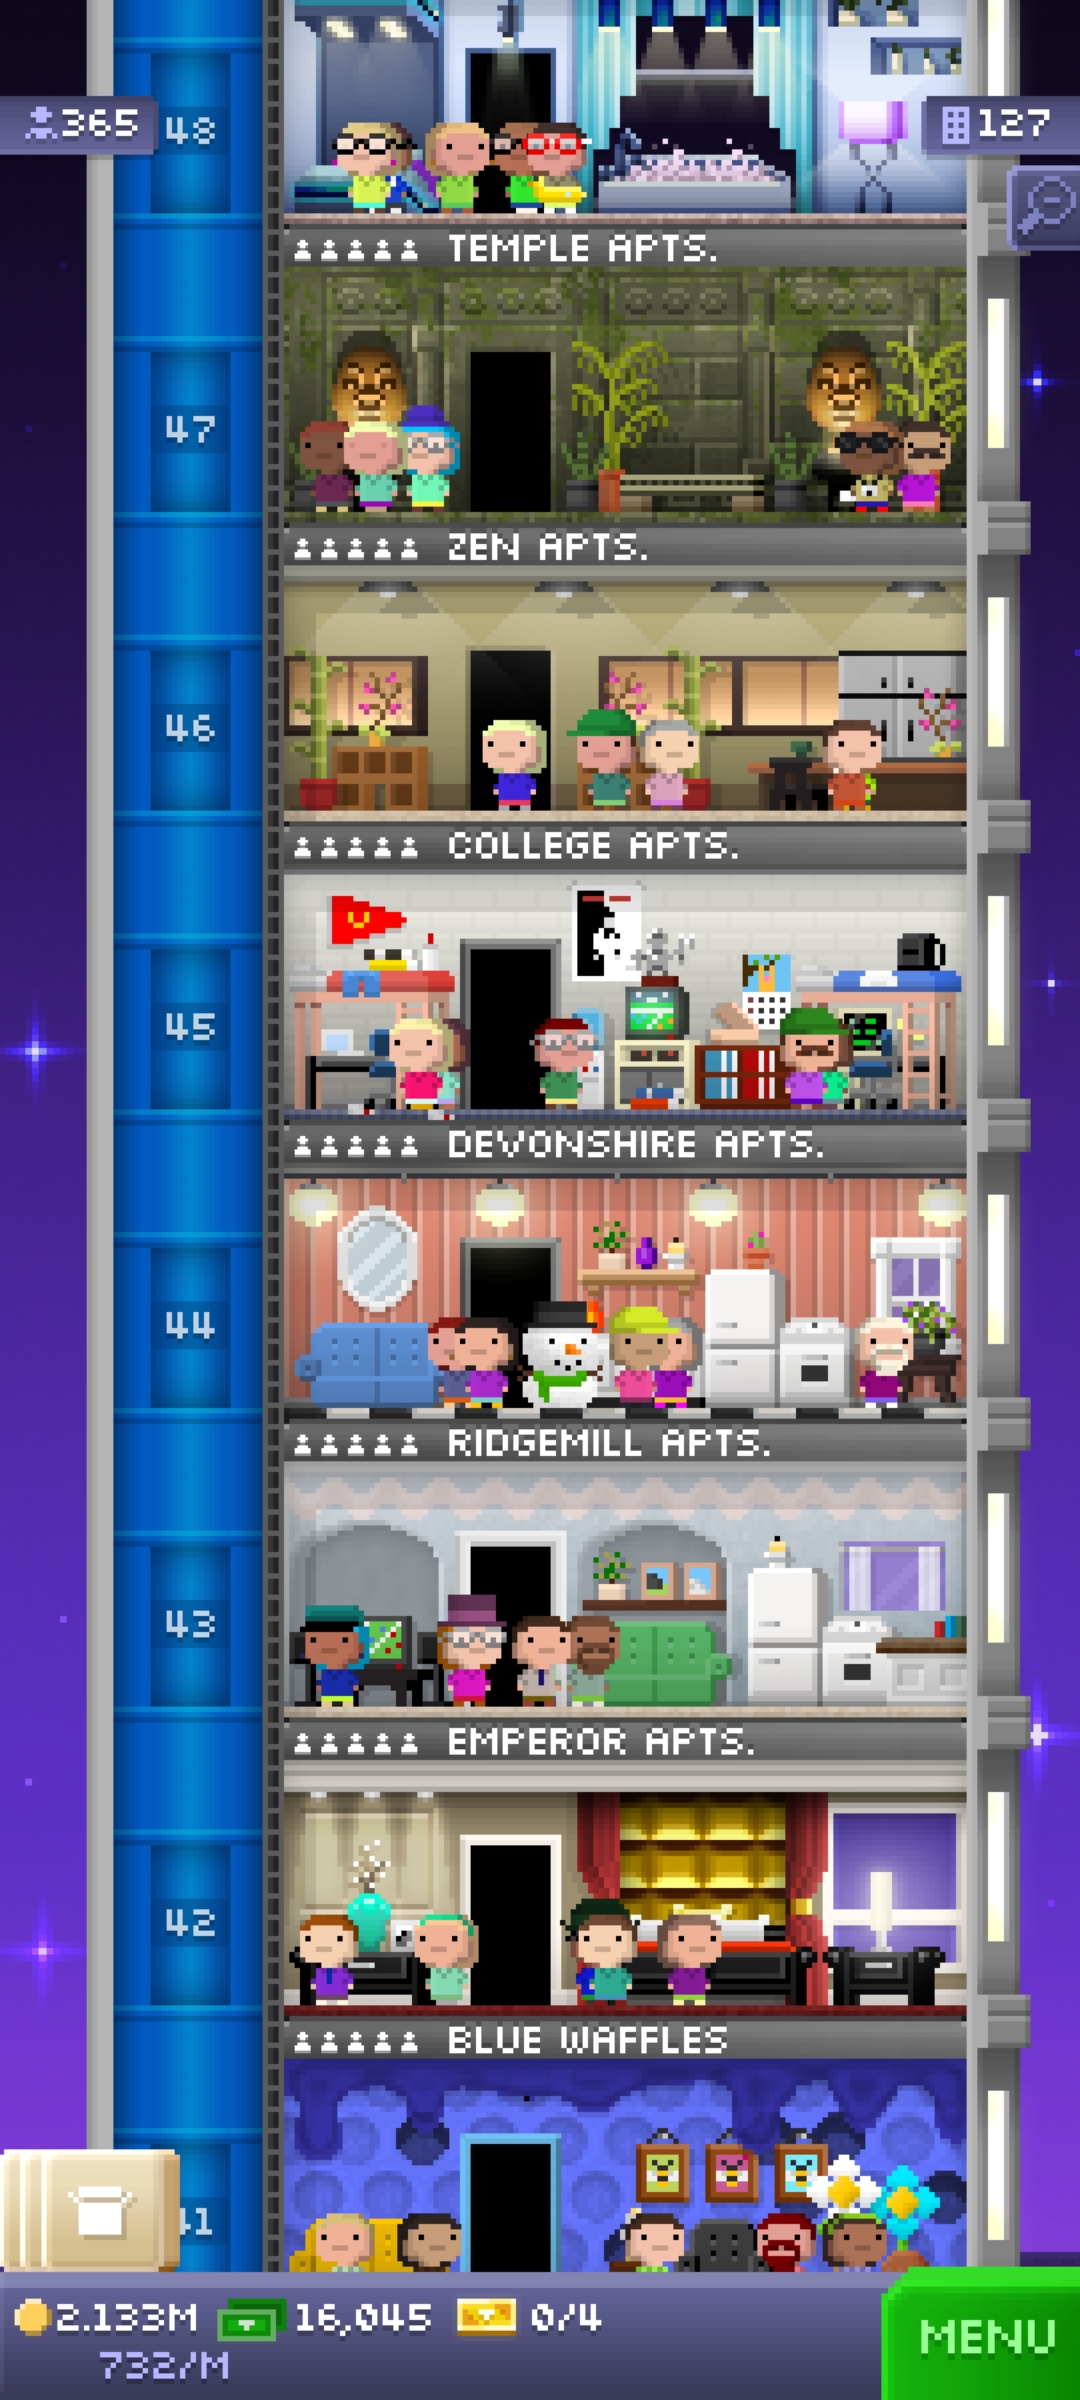 365
48
127
TEMPLE APTS.
47
ZEN APTS.
46
COLLEGE APTS.
45
DEVONSHIRE APTS.
44
RIDGEMILL APTS.
43
EMPEROR APTS.
42
BLUE WAFFLES
41
2.133M 16,045 0/4
732/M
MENU